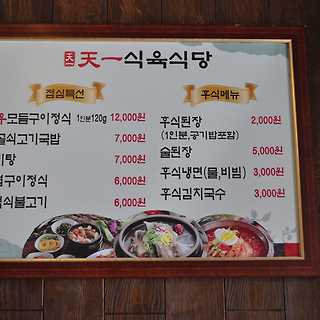 天一 天一식육식당
점심특선
모듬구이정식 1인분120g 12,000원
식고기국밥 7,000원
탕 7,000원
구이정식 6,000원
식불고기 6,000원
후식메뉴
후식된장 2,000원
(1인분,공기밥포함)
술된장 5,000원
후식냉면(물,비빔) 3,000원
후식김치국수 3,000원